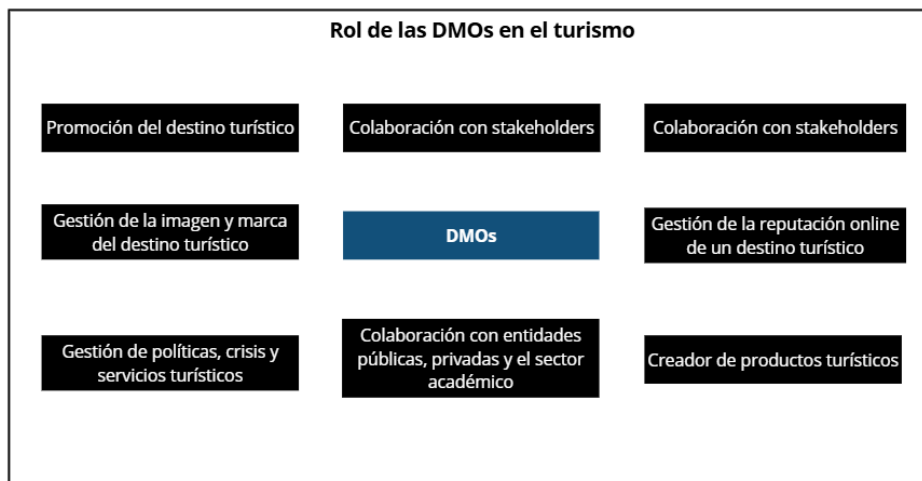 Rol de las DMOs en el turismo
Promoción del destino turístico
Colaboración con stakeholders
Colaboración con stakeholders
Gestión de la imagen y marca
del destino turístico
DMOs
Gestión de la reputación online
de un destino turístico
Gestión de políticas, crisis y
servicios turísticos
Colaboración con entidades
públicas, privadas y el sector
académico
Creador de productos turísticos